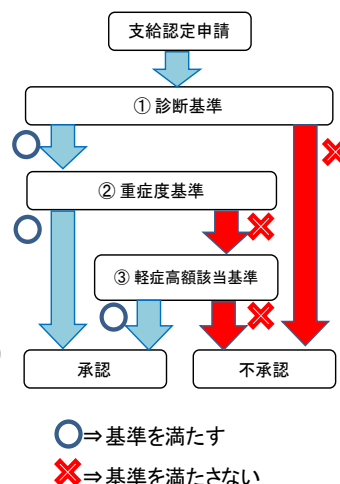 支給認定申請
① 診断基準
② 重症度基準
③ 軽症高額該当基準
承認
不承認
⇒基準を満たす
⇒基準を満たさない